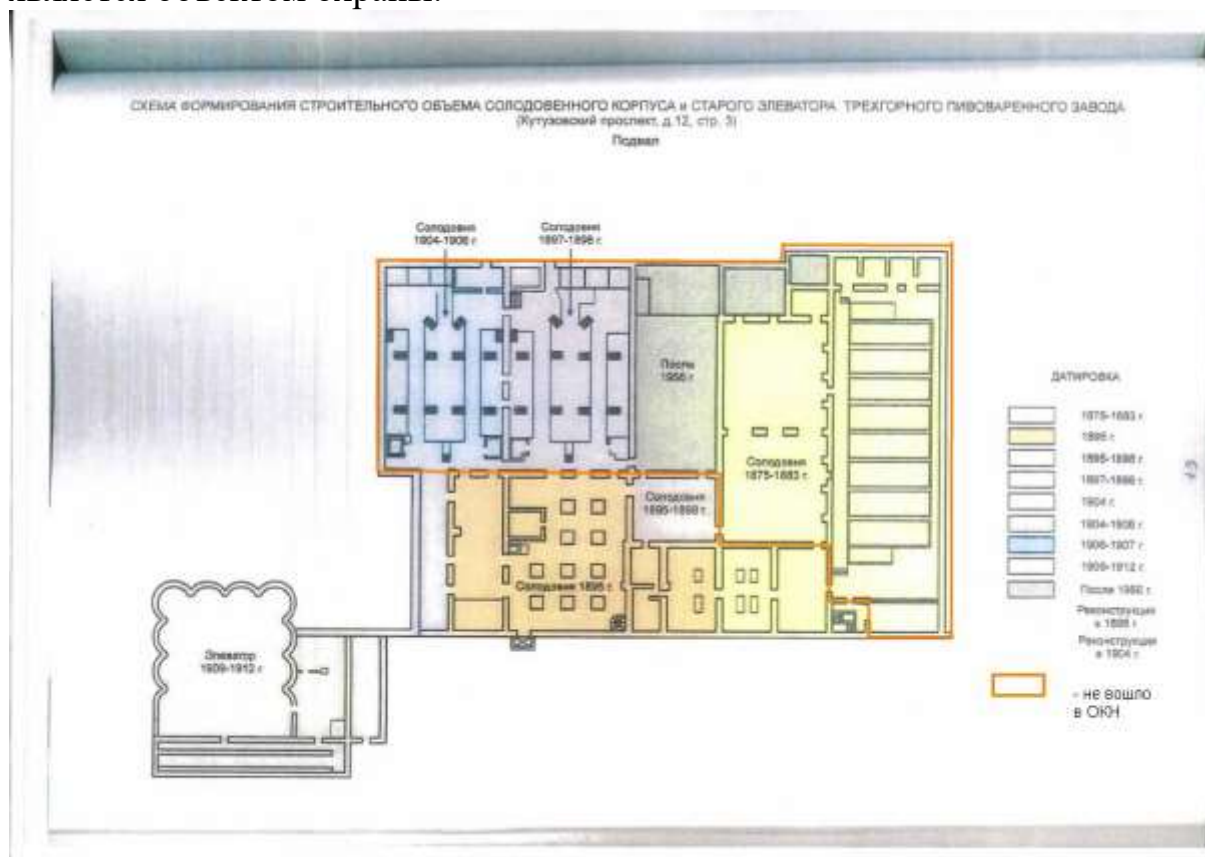 является объектом охраны.
СХЕМА ФОРМИРОВАНИЯ СТРОИТЕЛЬНОГО ОБЪЕМА СОЛОДОВЕННОГО КОРПУСА и СТАРОГО ЭЛЕВАТОРА ТРЕХГОРНОГО ПИВОВАРЕННОГО ЗАВОДА
(Кутузовский проспект, д.12, стр. 3)
Подвал
Солодовня
1904-1906 г.
Солодовня
1897-1898 г.
После
1956 г.
Солодовня
1875-1883 г.
Солодовня
1895-1898 г.
Солодовня 1895 г.
Элеватор
1909-1912 г
ДАТИРОВКА
1875-1883 г.
1895 г.
1895-1898 г.
1897-1898 г.
1904 г.
1904-1906 г.
1906-1907 г.
1909-1912 г.
После 1956 г.
Реконструкция
в 1898 г
Реконструкция
в 1904 г
- не вошло
в ОКН